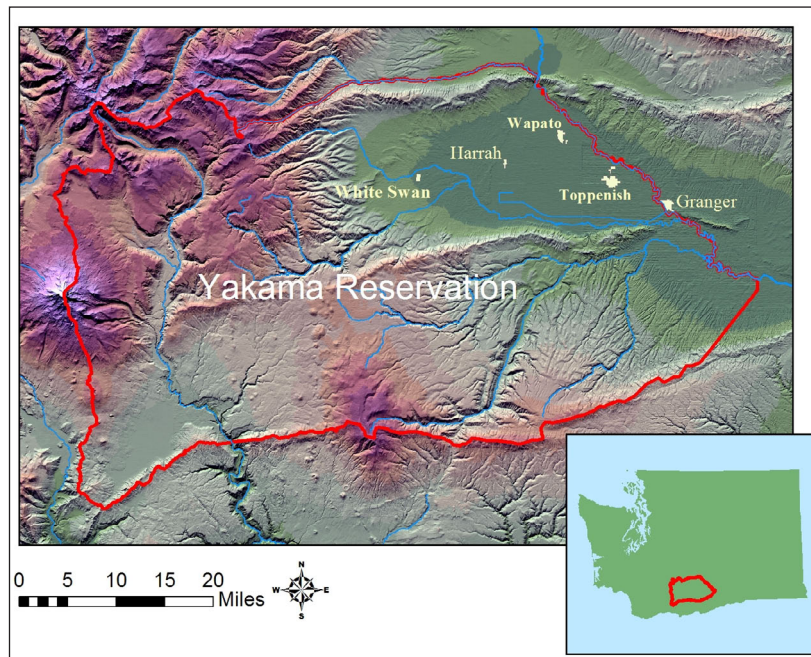 Wapato
Harrah
White Swan
Toppenish
Granger
Yakama Reservation
0 5 10 15 20
Miles
N
W E
S